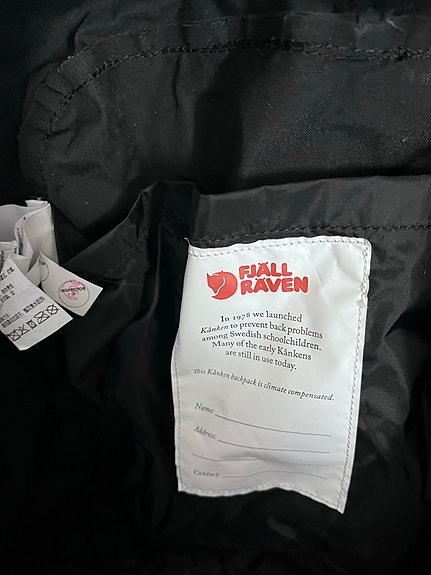 FJÄLL
RÄVEN
In 1978 we launched
Kånken to prevent back problems
among Swedish schoolchildren.
Many of the early Kånkens
are still in use today.
This Kånken backpack is climate compensated.
Name:
Address:
Contact:
INSPECTOR